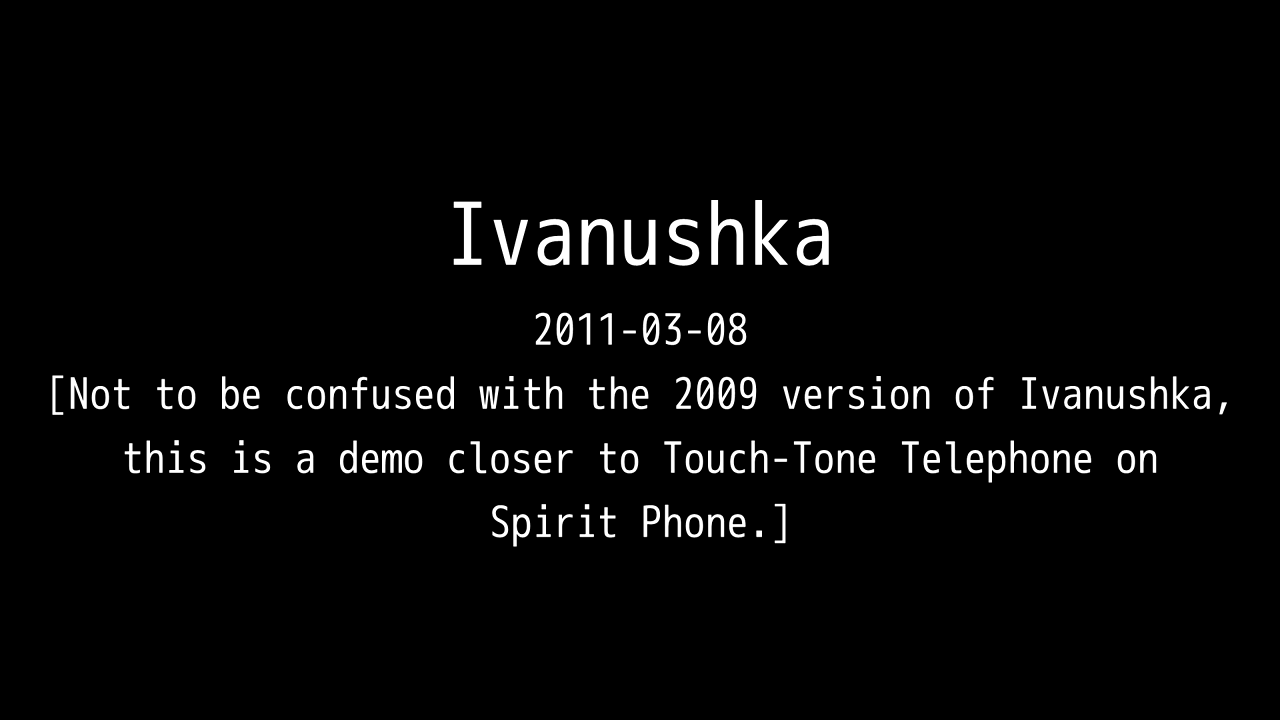 Ivanushka
2011-03-08
[Not to be confused with the 2009 version of Ivanushka,
this is a demo closer to Touch-Tone Telephone on
Spirit Phone.]